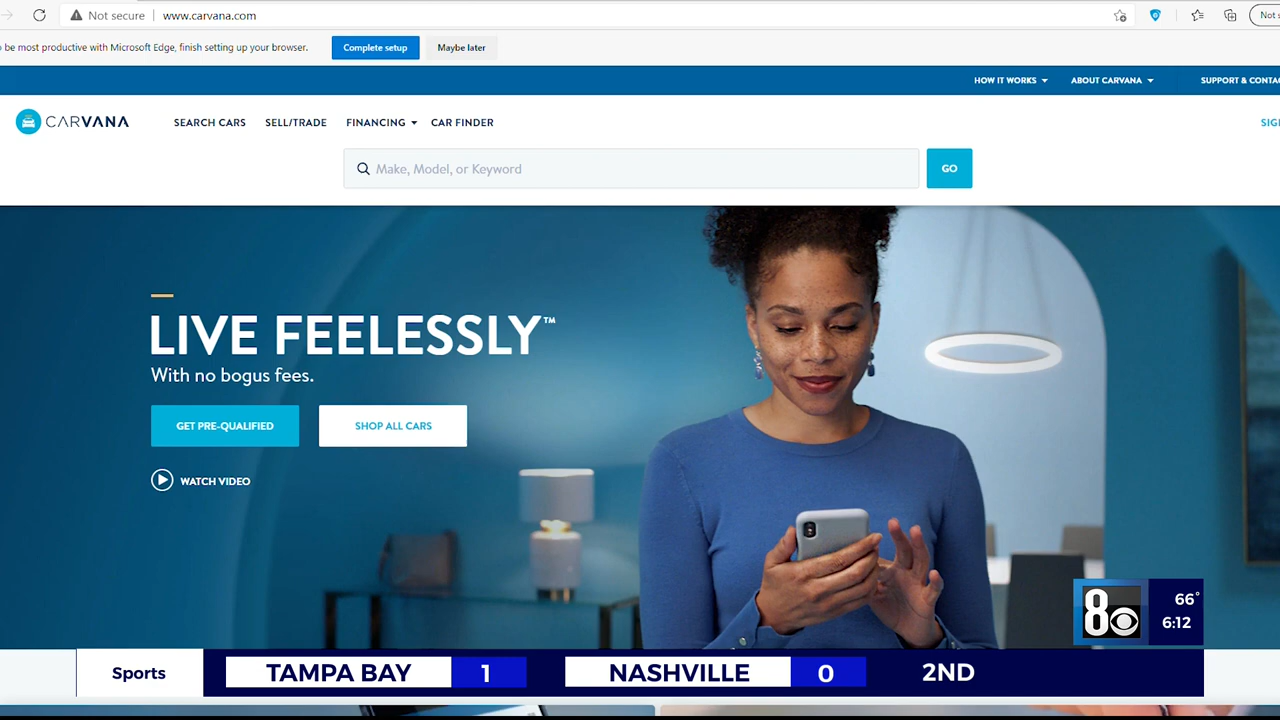 Not secure www.carvana.com Not s
o be most productive with Microsoft Edge, finish setting up your browser. Complete setup Maybe later
HOW IT WORKS ABOUT CARVANA SUPPORT & CONTA
CARVANA SEARCH CARS SELL/TRADE FINANCING CAR FINDER SIG
Make, Model, or Keyword GO
LIVE FEELESSLY™
With no bogus fees.
GET PRE-QUALIFIED SHOP ALL CARS
WATCH VIDEO
8 66°
6:12
Sports TAMPA BAY 1 NASHVILLE 0 2ND